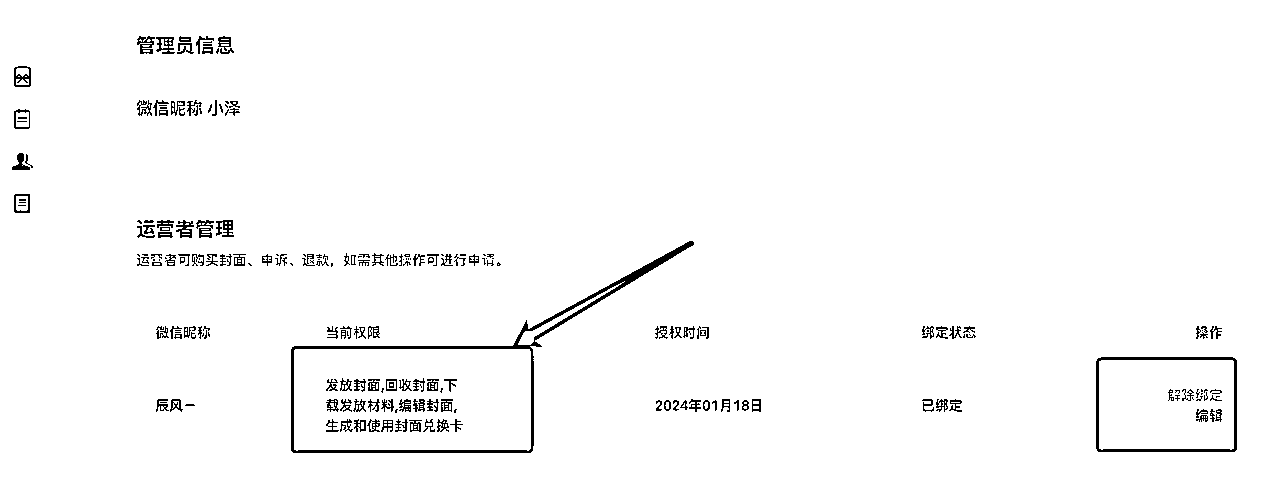 管理员信息
微信昵称 小泽
运营者管理
运营者可购买封面、申诉、退款，如需其他操作可进行申请。
微信昵称 当前权限 授权时间 绑定状态 操作
辰风一 发放封面,回收封面,下 2024年01月18日 已绑定 解除绑定
载发放材料,编辑封面, 编辑
生成和使用封面兑换卡